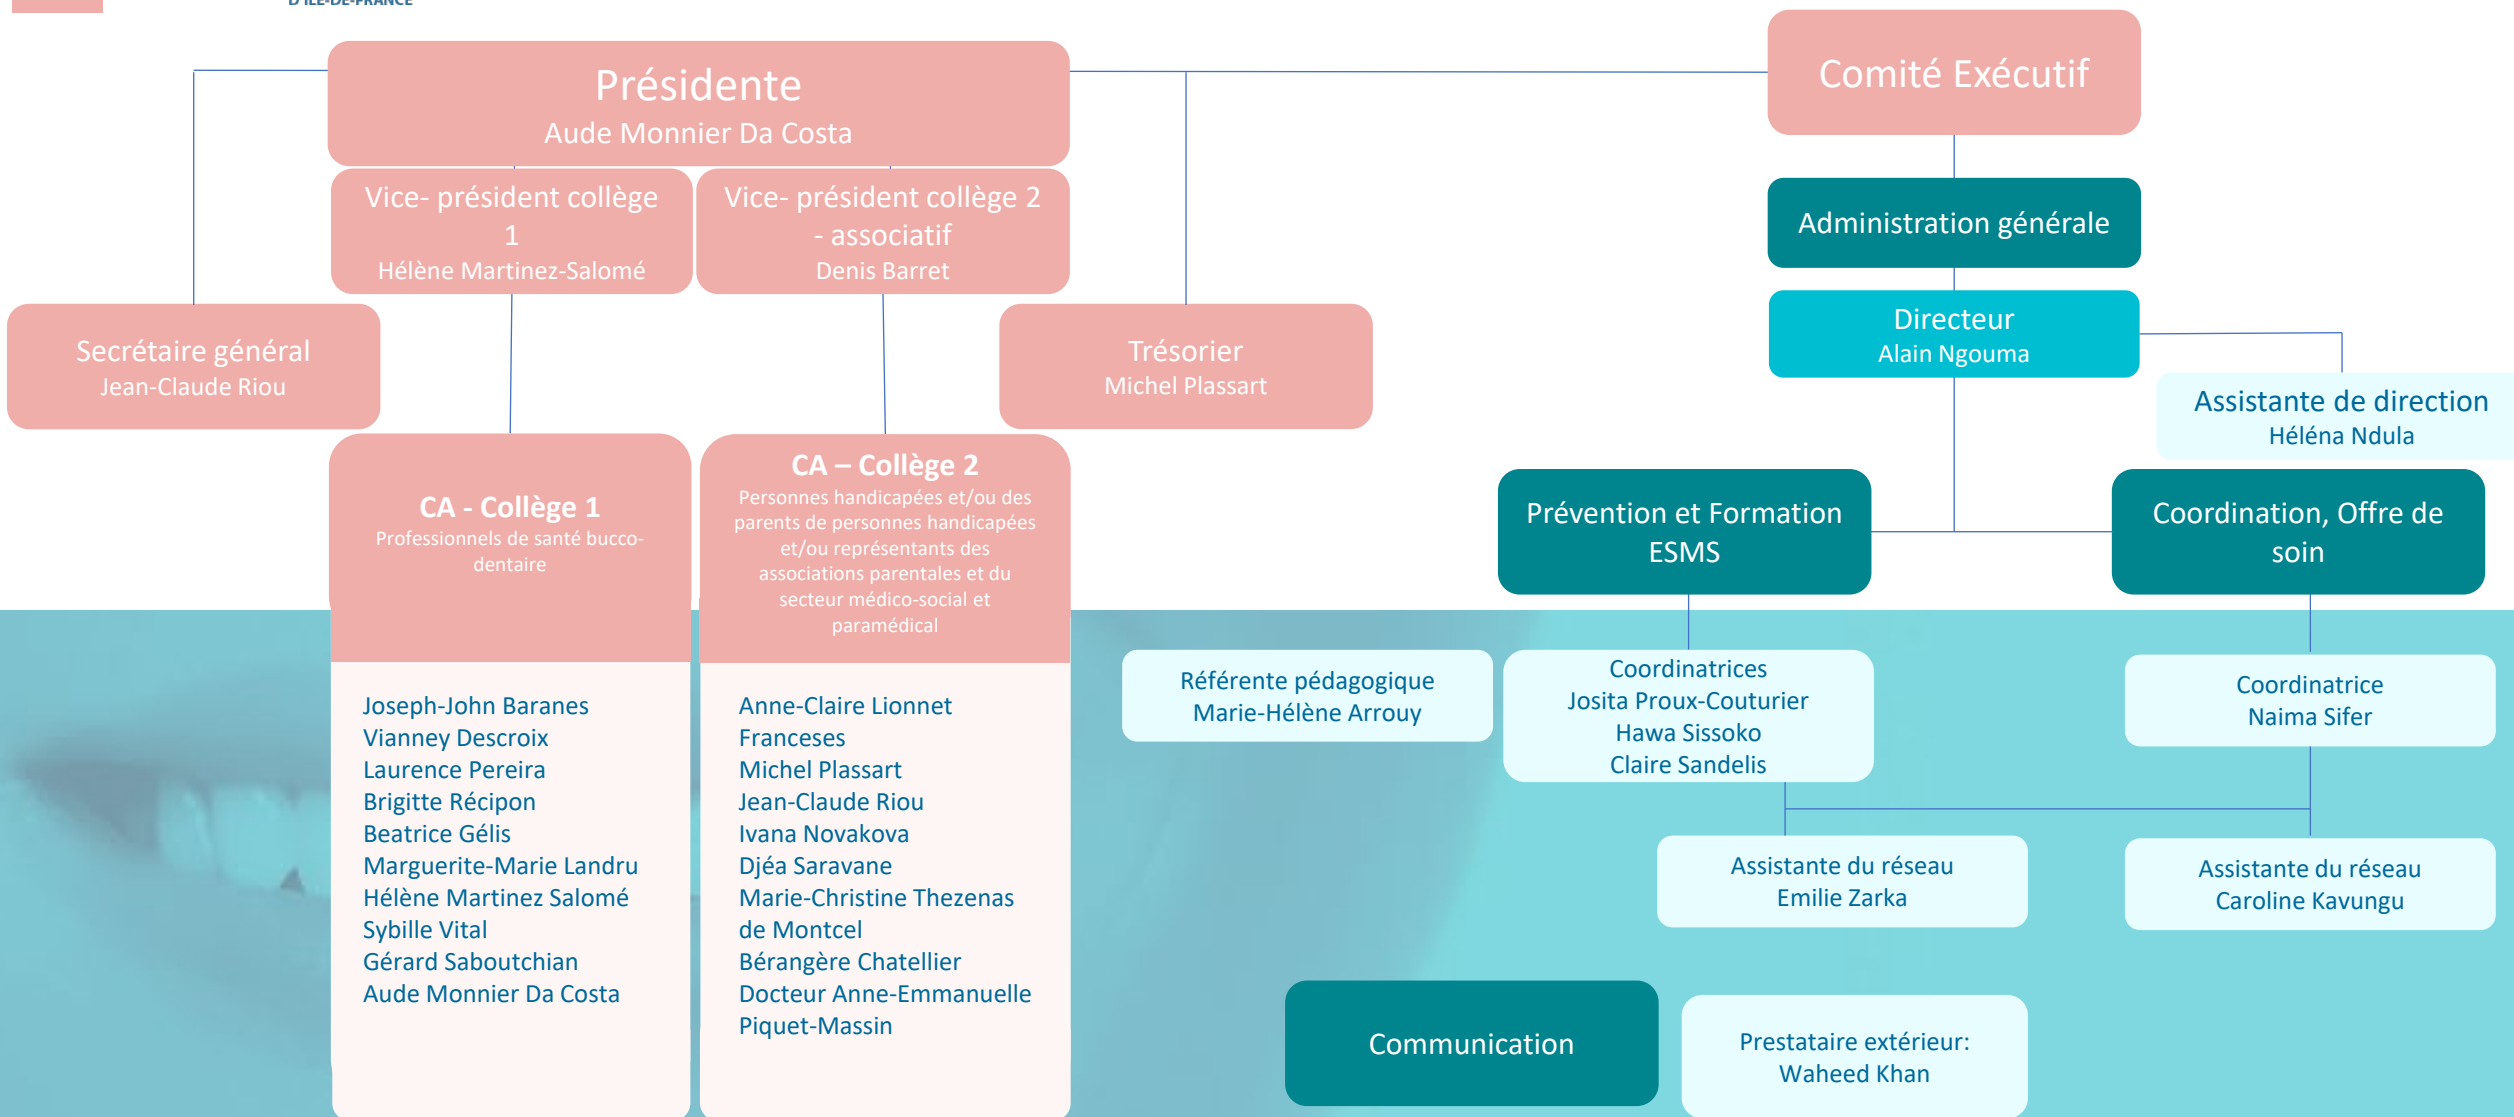 D'ILE-DE-FRANCE
Présidente
Aude Monnier Da Costa
Comité Exécutif
Vice- président collège
1
Hélène Martinez-Salomé
Vice- président collège 2
- associatif
Denis Barret
Administration générale
Secrétaire général
Jean-Claude Riou
Trésorier
Michel Plassart
Directeur
Alain Ngouma
Assistante de direction
Héléna Ndula
CA - Collège 1
Professionnels de santé bucco-
dentaire
CA – Collège 2
Personnes handicapées et/ou des
parents de personnes handicapées
et/ou représentants des
associations parentales et du
secteur médico-social et
paramédical
Prévention et Formation
ESMS
Coordination, Offre de
soin
Joseph-John Baranes
Vianney Descroix
Laurence Pereira
Brigitte Récipon
Beatrice Gélis
Marguerite-Marie Landru
Hélène Martinez Salomé
Sybille Vital
Gérard Saboutchian
Aude Monnier Da Costa
Anne-Claire Lionnet
Franceses
Michel Plassart
Jean-Claude Riou
Ivana Novakova
Djéa Saravane
Marie-Christine Thezenas
de Montcel
Bérangère Chatellier
Docteur Anne-Emmanuelle
Piquet-Massin
Référente pédagogique
Marie-Hélène Arrouy
Coordinatrices
Josita Proux-Couturier
Hawa Sissoko
Claire Sandelis
Coordinatrice
Naima Sifer
Assistante du réseau
Emilie Zarka
Assistante du réseau
Caroline Kavungu
Communication
Prestataire extérieur:
Waheed Khan